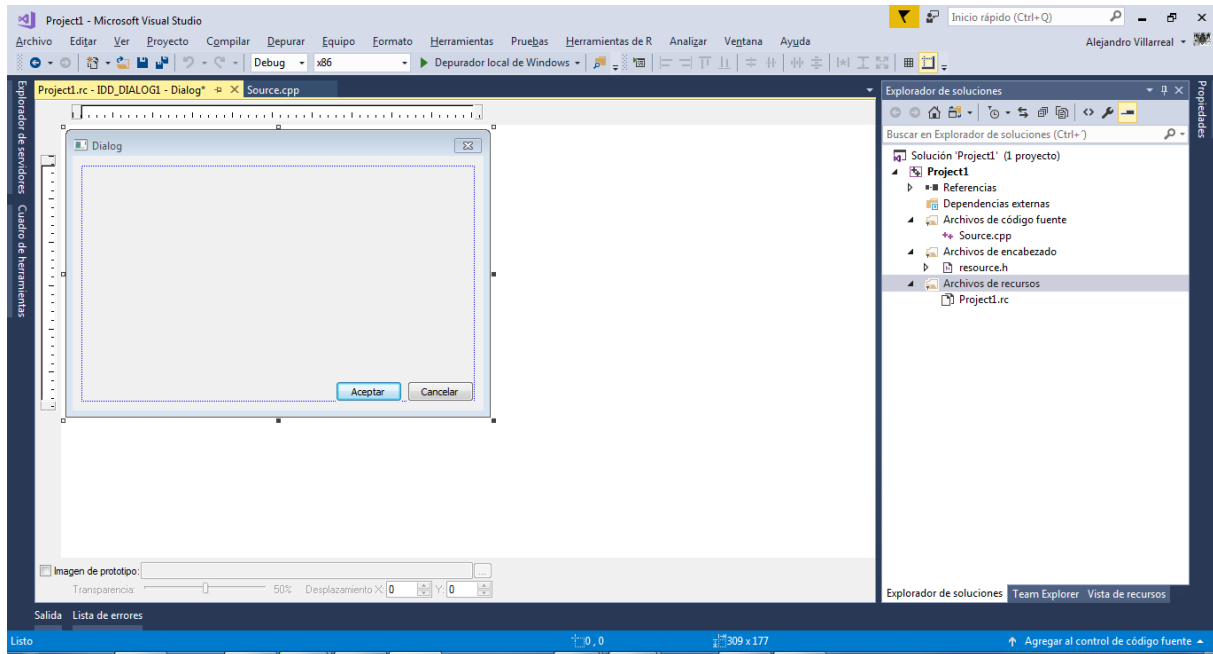 Project1 - Microsoft Visual Studio
Inicio rápido (Ctrl+Q)
Archivo Editar Ver Proyecto Compilar Depurar Equipo Formato Herramientas Pruebas Herramientas de R Analizar Ventana Ayuda
Alejandro Villarreal
Debug x86 Depurador local de Windows
Explorador de servidores
Cuadro de herramientas
Project1.rc - IDD_DIALOG1 - Dialog* Source.cpp
Dialog
Aceptar Cancelar
Imagen de prototipo: ...
Transparencia: 50% Desplazamiento X: 0 Y: 0
Explorador de soluciones
Buscar en Explorador de soluciones (Ctrl+´)
Solución 'Project1' (1 proyecto)
Project1
Referencias
Dependencias externas
Archivos de código fuente
Source.cpp
Archivos de encabezado
resource.h
Archivos de recursos
Project1.rc
Explorador de soluciones Team Explorer Vista de recursos
Propiedades
Salida Lista de errores
Listo 0 , 0 309 x 177 Agregar al control de código fuente